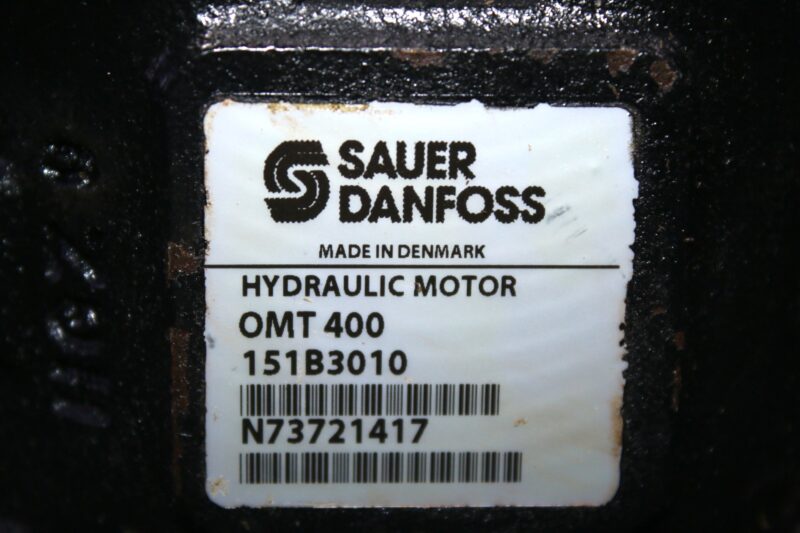 SAUER
DANFOSS
MADE IN DENMARK
HYDRAULIC MOTOR
OMT 400
151B3010
N73721417